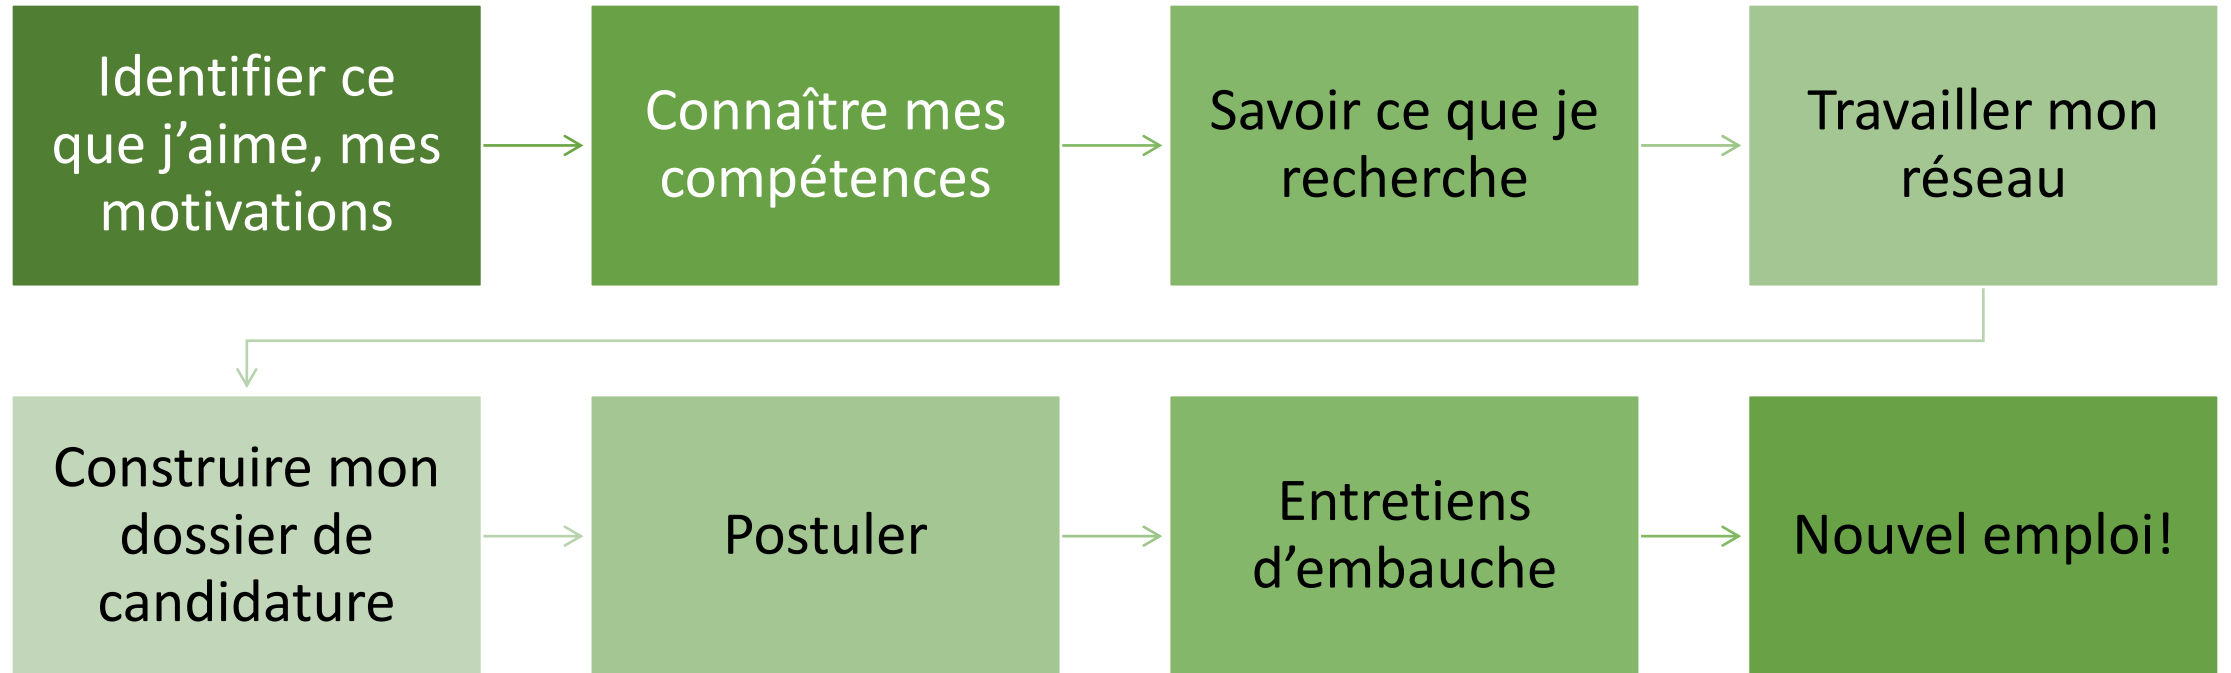 Identifier ce
que j’aime, mes
motivations
Connaître mes
compétences
Savoir ce que je
recherche
Travailler mon
réseau
Construire mon
dossier de
candidature
Postuler
Entretiens
d’embauche
Nouvel emploi!